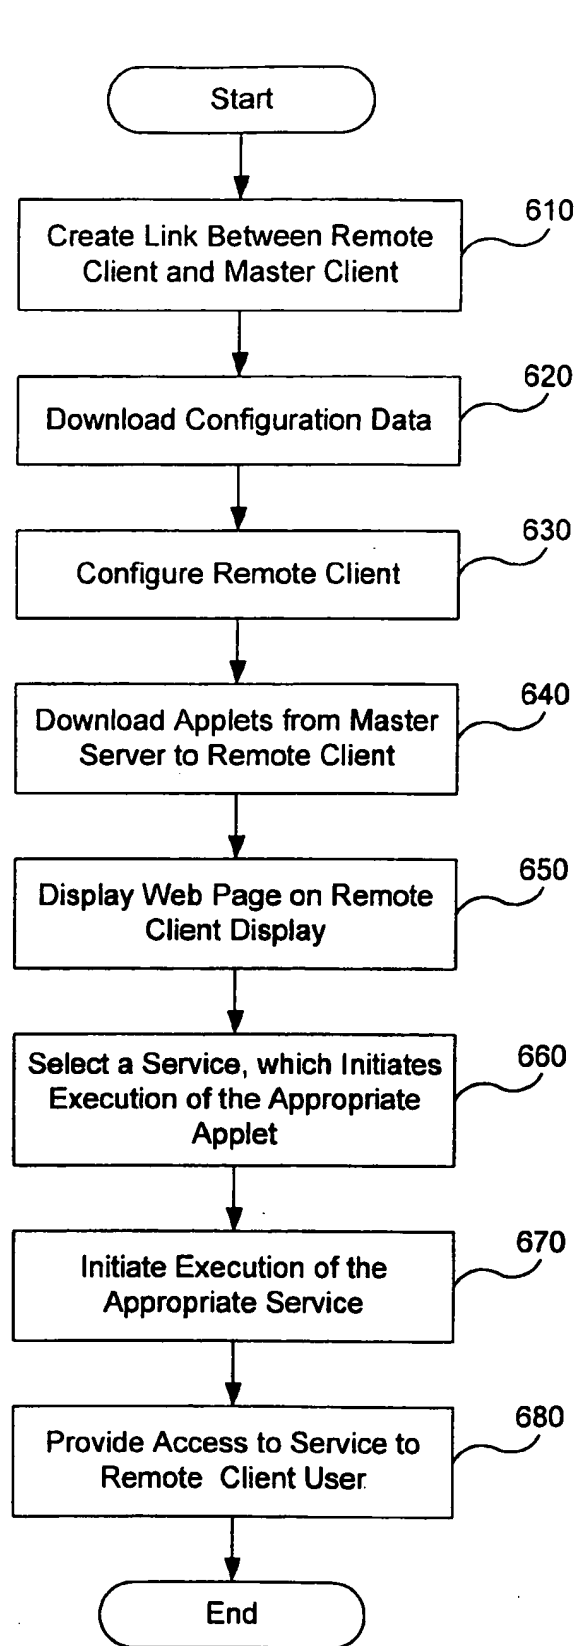 Start
610
Create Link Between Remote
Client and Master Client
620
Download Configuration Data
630
Configure Remote Client
640
Download Applets from Master
Server to Remote Client
650
Display Web Page on Remote
Client Display
660
Select a Service, which Initiates
Execution of the Appropriate
Applet
670
Initiate Execution of the
Appropriate Service
680
Provide Access to Service to
Remote Client User
End